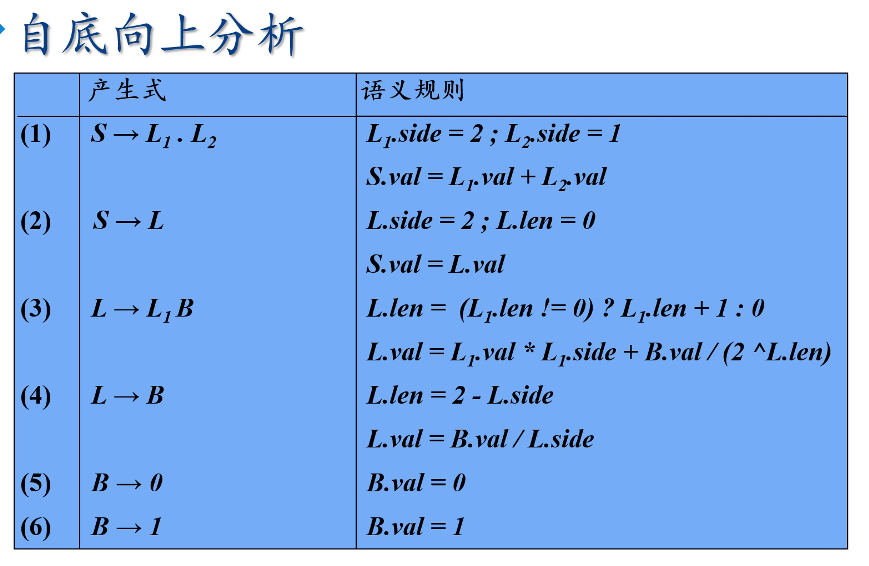 自底向上分析
产生式 语义规则
(1) S → L₁ . L₂ L₁.side = 2 ; L₂.side = 1
S.val = L₁.val + L₂.val
(2) S → L L.side = 2 ; L.len = 0
S.val = L.val
(3) L → L₁ B L.len = (L₁.len != 0) ? L₁.len + 1 : 0
L.val = L₁.val * L₁.side + B.val / (2 ^L.len)
(4) L → B L.len = 2 - L.side
L.val = B.val / L.side
(5) B → 0 B.val = 0
(6) B → 1 B.val = 1